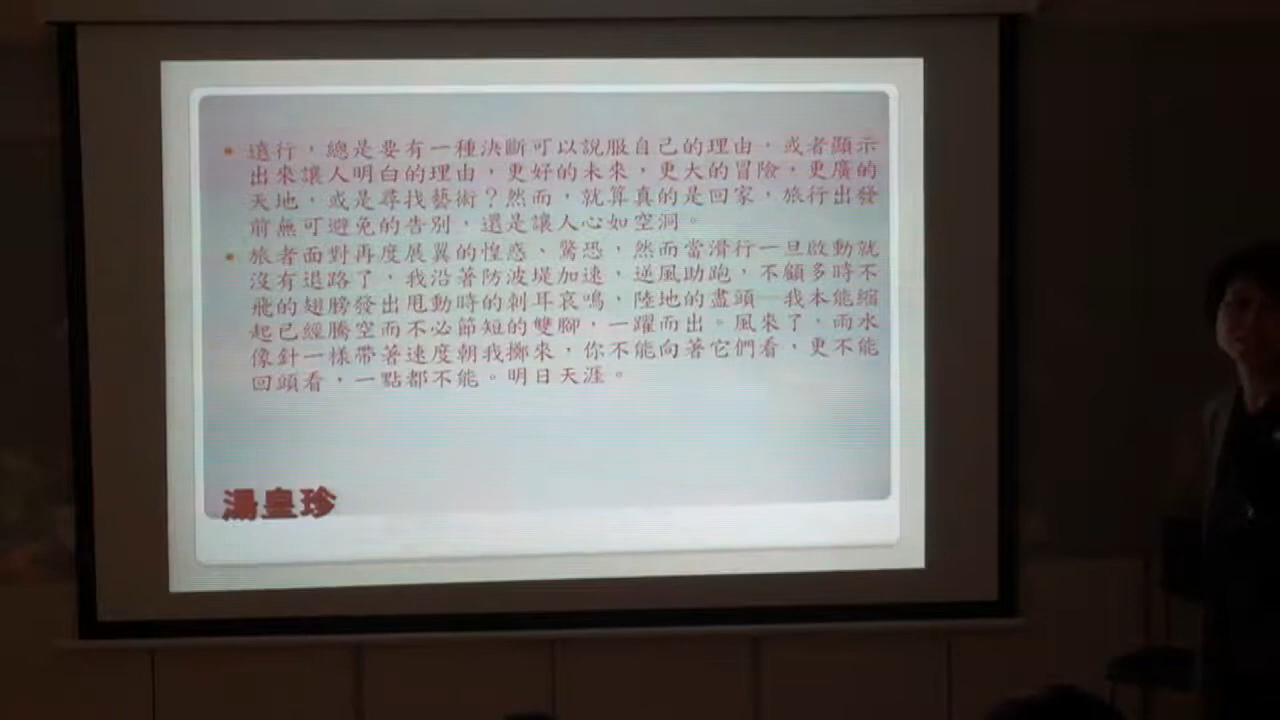 遠行，總是要有一種決斷可以說服自己的理由，或者顯示
出來讓人明白的理由，更好的未來，更大的冒險，更廣的
天地，或是尋找藝術？然而，就算真的是回家，旅行出發
前無可避免的告別，還是讓人心如空洞。
旅者面對再度展翼的惶惑、驚恐，然而當滑行一旦啟動就
沒有退路了，我沿著防波堤加速，逆風助跑，不顧多時不
飛的翅膀發出甩動時的刺耳哀鳴，陸地的盡頭—我本能縮
起已經騰空而不必節短的雙腳，一躍而出。風來了，雨水
像針一樣帶著速度朝我擲來，你不能向著它們看，更不能
回頭看，一點都不能。明日天涯。
湯皇珍